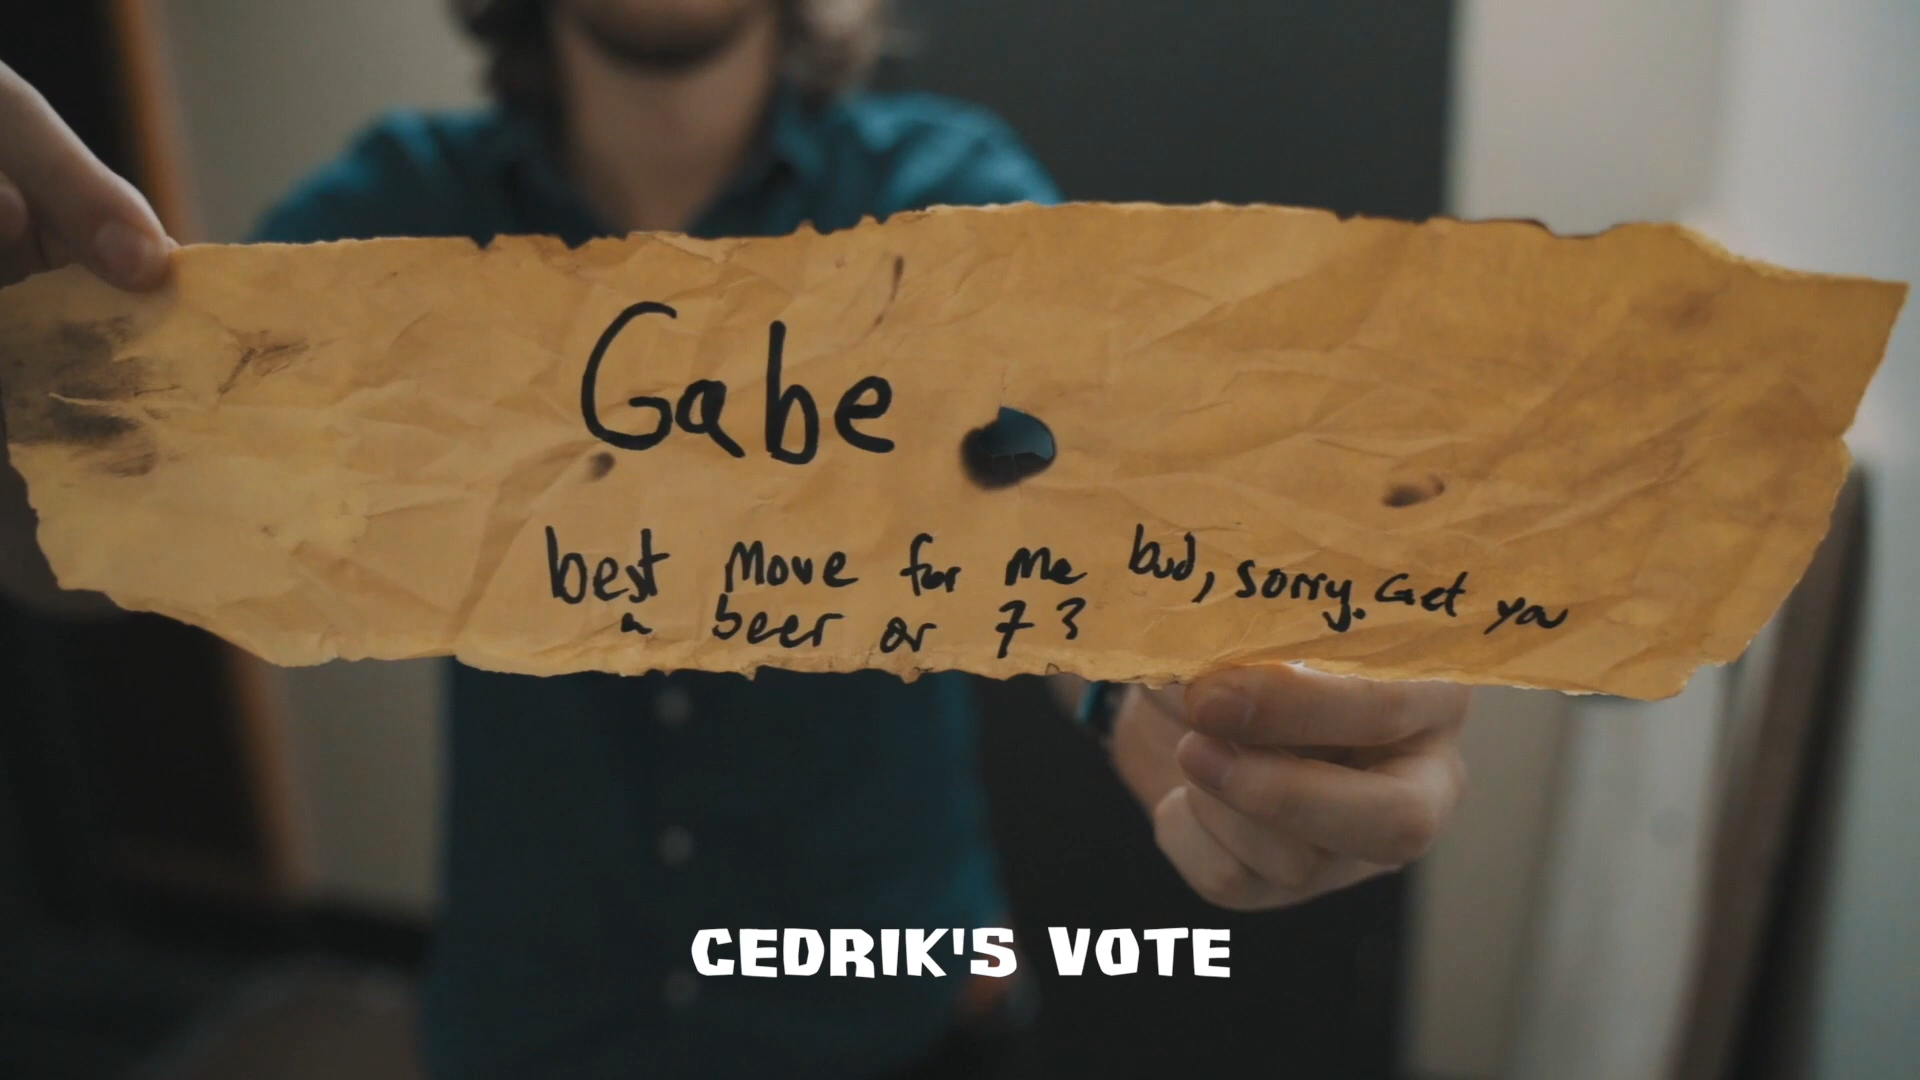 Gabe
best move for me bud, sorry. Get you
a beer or 7?
CEDRIK'S VOTE